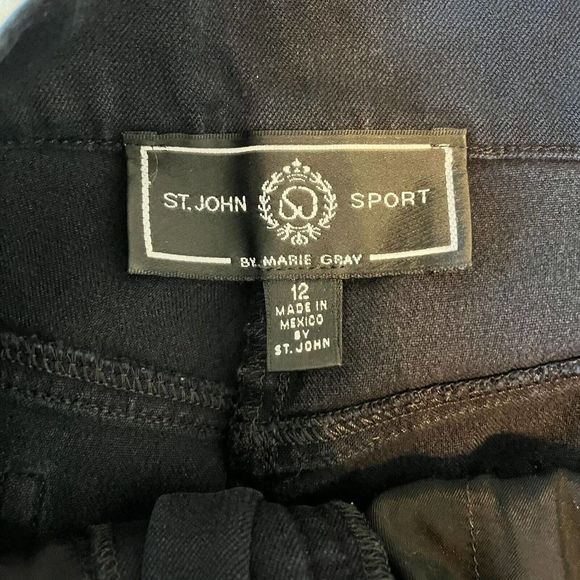 ST. JOHN SPORT
BY MARIE GRAY
12
MADE IN
MEXICO
BY
ST. JOHN